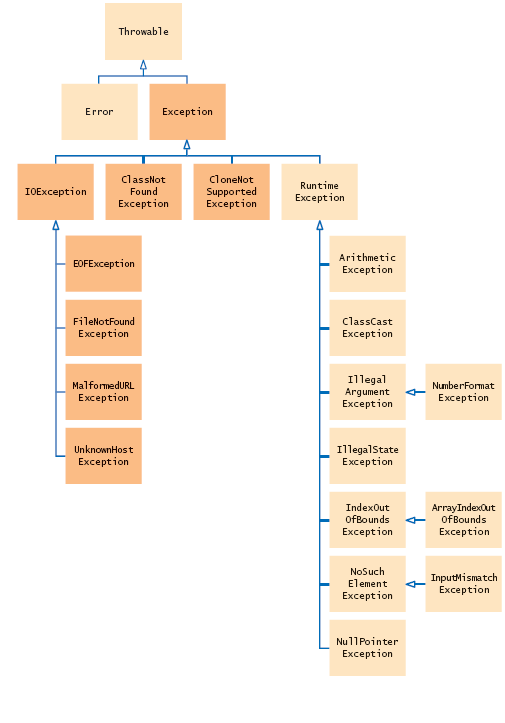 Throwable
Error
Exception
IOException
ClassNot
Found
Exception
CloneNot
Supported
Exception
Runtime
Exception
EOFException
FileNotFound
Exception
MalformedURL
Exception
UnknownHost
Exception
Arithmetic
Exception
ClassCast
Exception
Illegal
Argument
Exception
NumberFormat
Exception
IllegalState
Exception
IndexOut
OfBounds
Exception
ArrayIndexOut
OfBounds
Exception
NoSuch
Element
Exception
InputMismatch
Exception
NullPointer
Exception